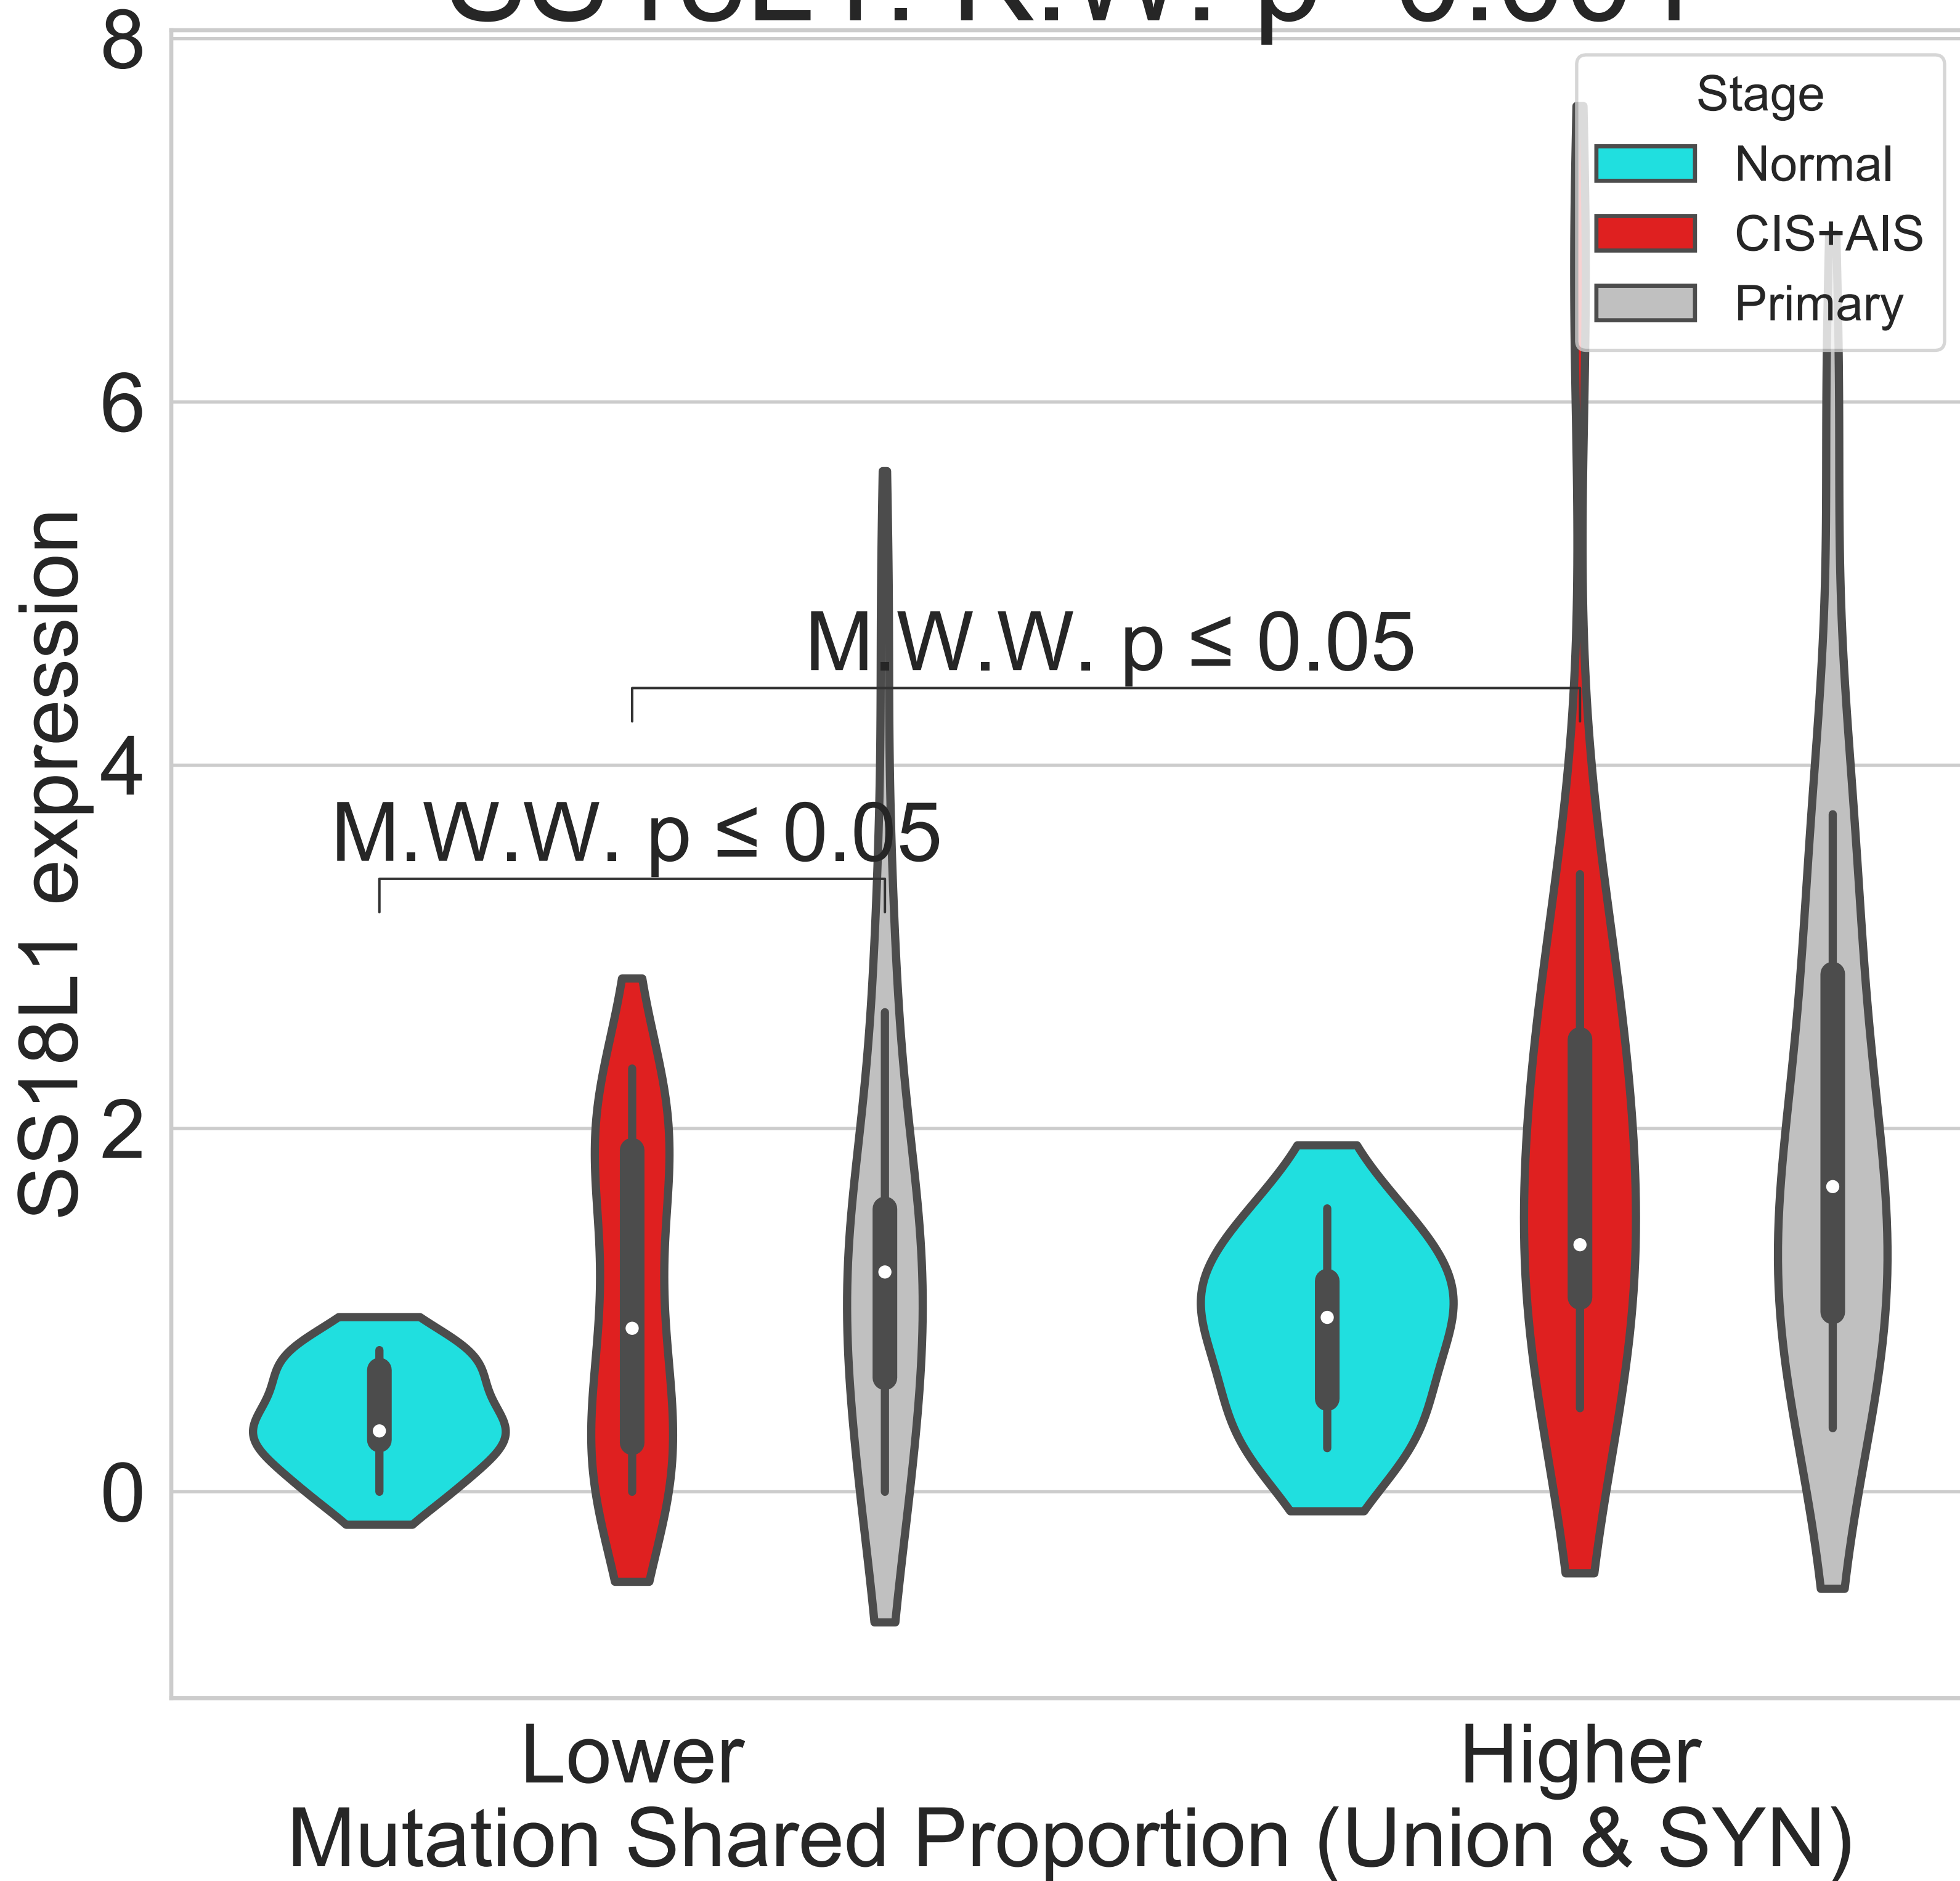 8
6
4
2
0
SS18L1 expression
Stage
Normal
CIS+AIS
Primary
M.W.W. p ≤ 0.05
M.W.W. p ≤ 0.05
Lower
Higher
Mutation Shared Proportion (Union & SYN)